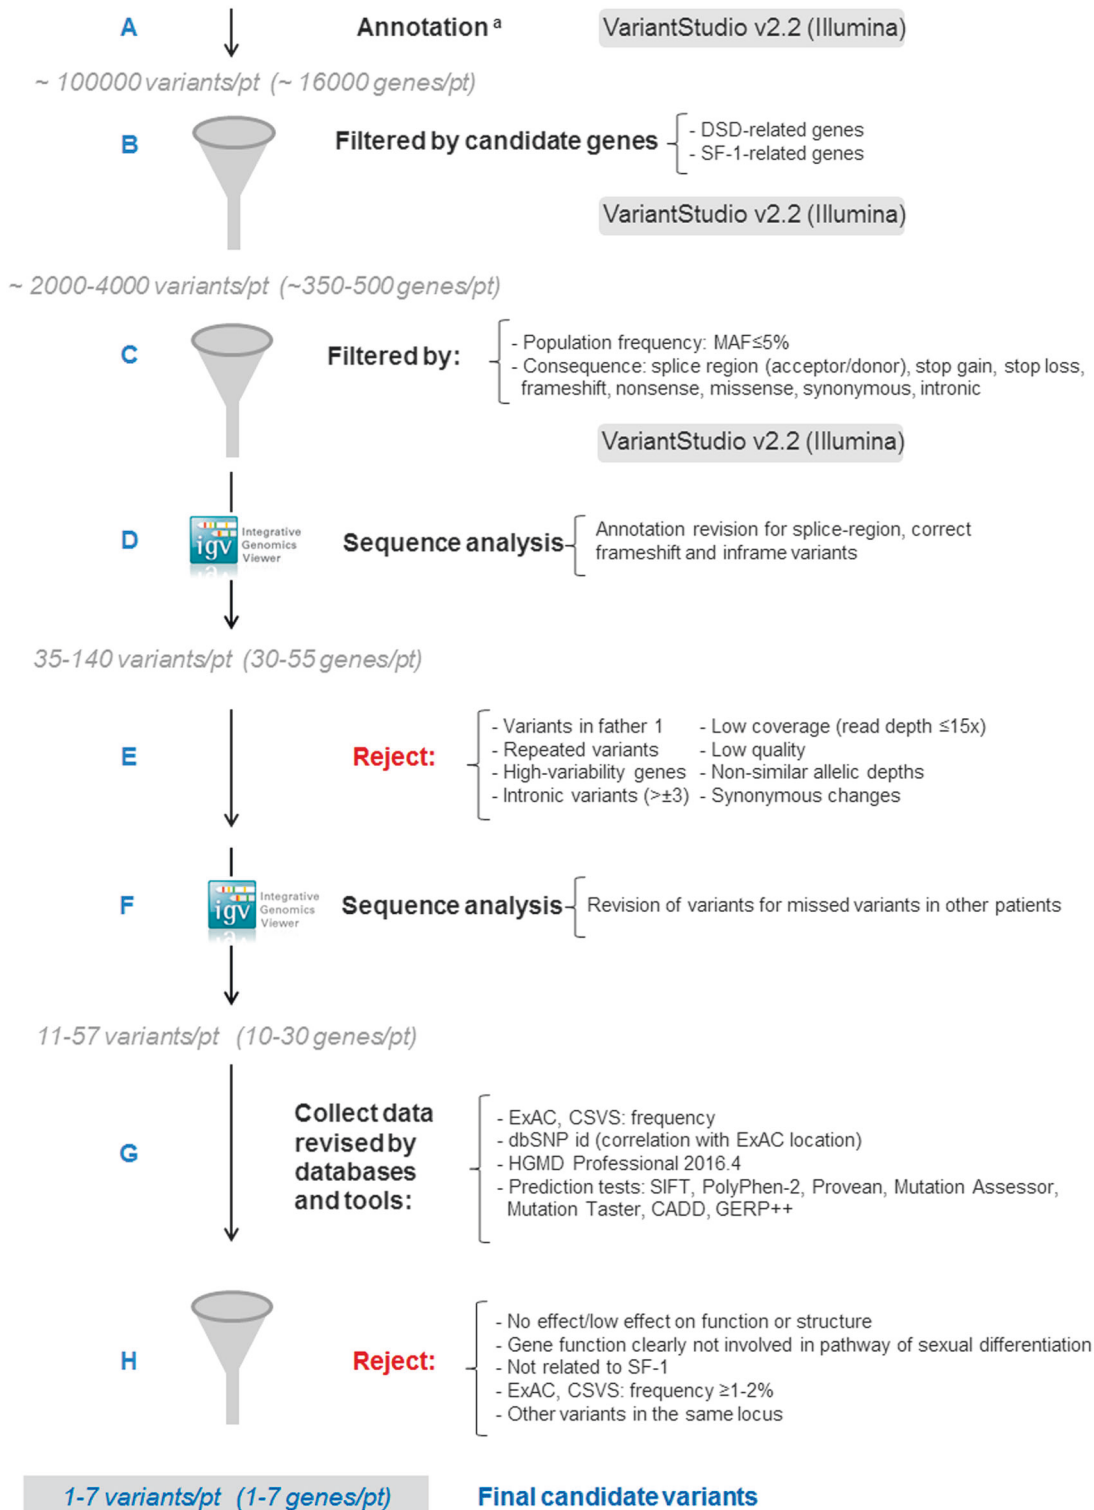 A Annotation a VariantStudio v2.2 (Illumina)
~ 100000 variants/pt (~ 16000 genes/pt)
B Filtered by candidate genes - DSD-related genes
- SF-1-related genes
VariantStudio v2.2 (Illumina)
~ 2000-4000 variants/pt (~350-500 genes/pt)
C Filtered by: - Population frequency: MAF≤5%
- Consequence: splice region (acceptor/donor), stop gain, stop loss,
frameshift, nonsense, missense, synonymous, intronic
VariantStudio v2.2 (Illumina)
D igv Integrative
Genomics
Viewer
Sequence analysis Annotation revision for splice-region, correct
frameshift and inframe variants
35-140 variants/pt (30-55 genes/pt)
E Reject: - Variants in father 1 - Low coverage (read depth ≤15x)
- Repeated variants - Low quality
- High-variability genes - Non-similar allelic depths
- Intronic variants (>±3) - Synonymous changes
F igv Integrative
Genomics
Viewer
Sequence analysis Revision of variants for missed variants in other patients
11-57 variants/pt (10-30 genes/pt)
G Collect data
revised by
databases
and tools:
- ExAC, CSVS: frequency
- dbSNP id (correlation with ExAC location)
- HGMD Professional 2016.4
- Prediction tests: SIFT, PolyPhen-2, Provean, Mutation Assessor,
Mutation Taster, CADD, GERP++
H Reject: - No effect/low effect on function or structure
- Gene function clearly not involved in pathway of sexual differentiation
- Not related to SF-1
- ExAC, CSVS: frequency ≥1-2%
- Other variants in the same locus
1-7 variants/pt (1-7 genes/pt) Final candidate variants